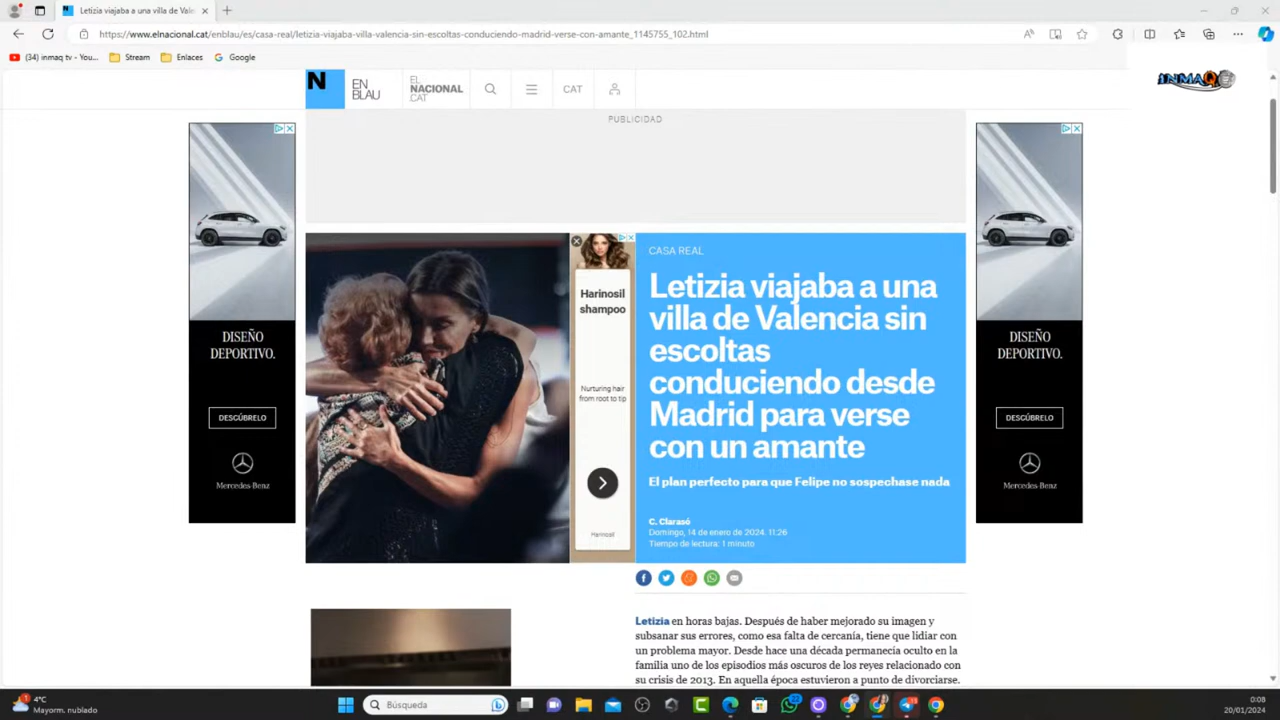 Letizia viajaba a una villa de Valen
https://www.elnacional.cat/enblau/es/casa-real/letizia-viajaba-villa-valencia-sin-escoltas-conduciendo-madrid-verse-con-amante_1145755_102.html
(34) inmaq tv - You...
Stream
Enlaces
Google
iNMAQ
N
EN
BLAU
EL
NACIONAL
.CAT
CAT
PUBLICIDAD
DISEÑO
DEPORTIVO.
DESCÚBRELO
Mercedes-Benz
Harinosil
shampoo
Nurturing hair
from root to tip
CASA REAL
Letizia viajaba a una
villa de Valencia sin
escoltas
conduciendo desde
Madrid para verse
con un amante
El plan perfecto para que Felipe no sospechase nada
C. Clarasó
Domingo, 14 de enero de 2024. 11:26
Tiempo de lectura: 1 minuto
DISEÑO
DEPORTIVO.
DESCÚBRELO
Mercedes-Benz
Letizia en horas bajas. Después de haber mejorado su imagen y
subsanar sus errores, como esa falta de cercanía, tiene que lidiar con
un problema mayor. Desde hace una década permanecía oculto en la
familia uno de los episodios más oscuros de los reyes relacionado con
su crisis de 2013. En aquella época estuvieron a punto de divorciarse.
4°C
Mayorm. nublado
Búsqueda
0:08
20/01/2024